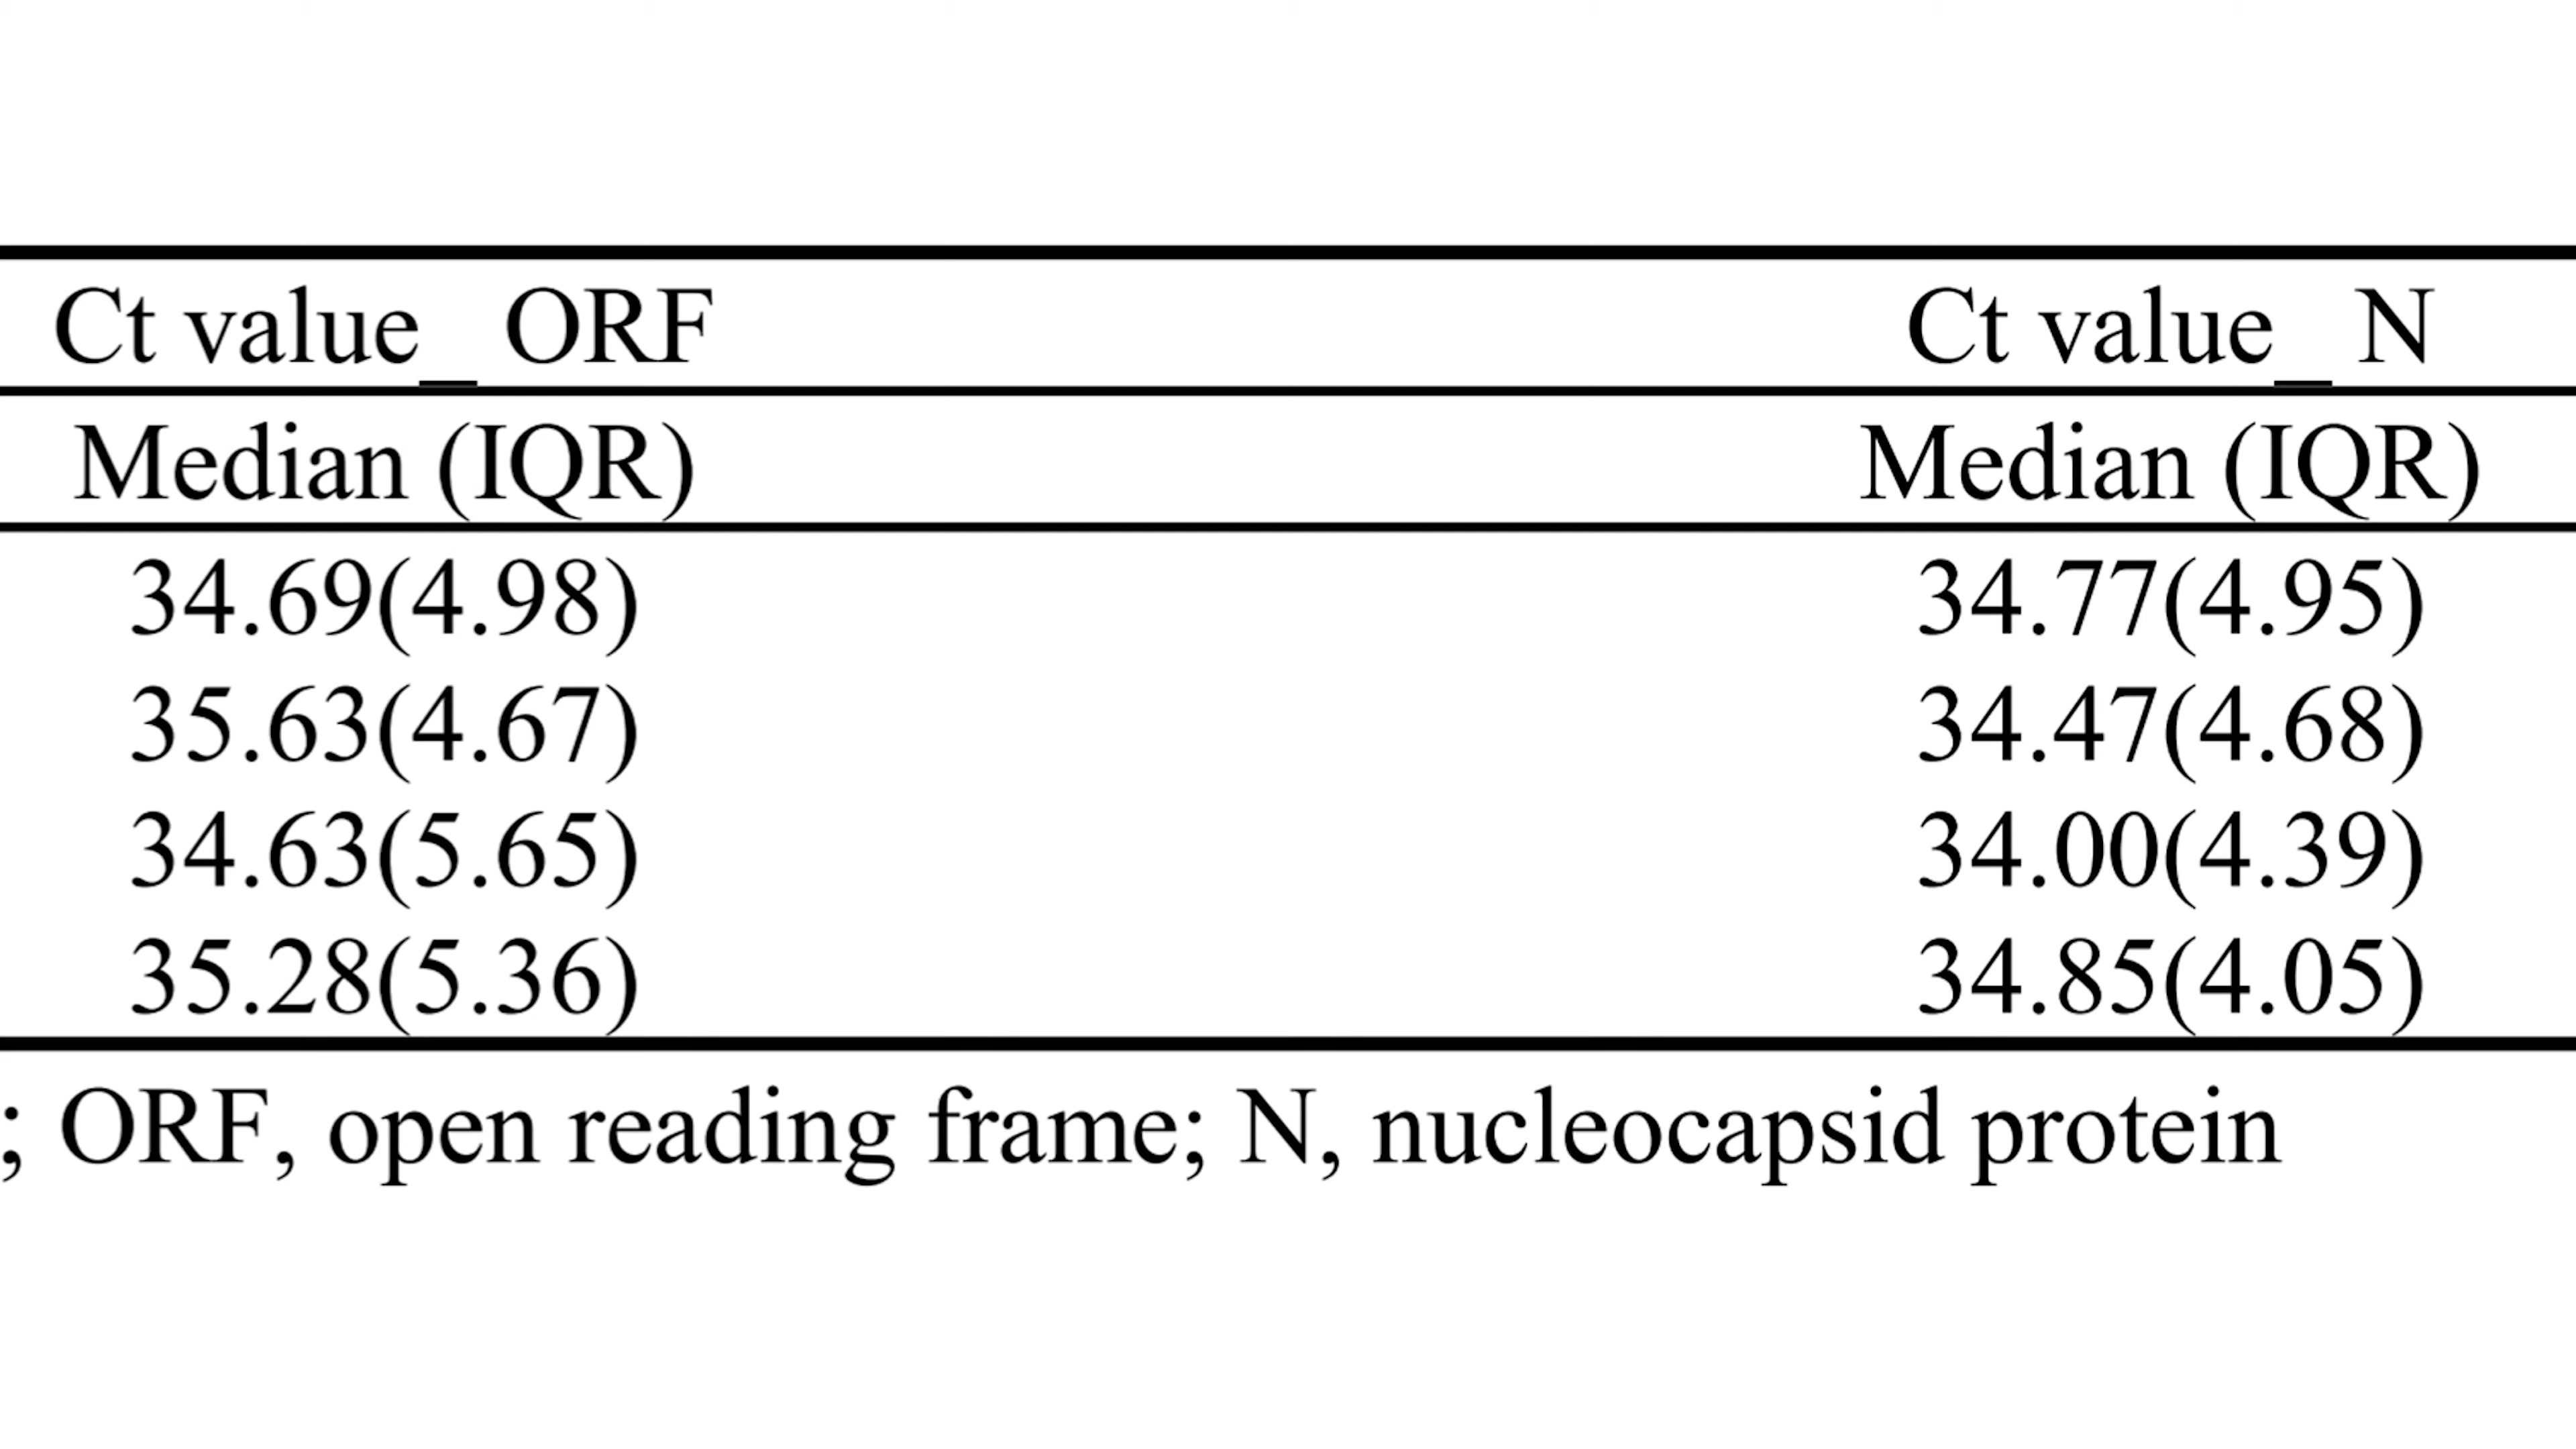 Ct value_ ORF Ct value_ N
Median (IQR) Median (IQR)
34.69(4.98) 34.77(4.95)
35.63(4.67) 34.47(4.68)
34.63(5.65) 34.00(4.39)
35.28(5.36) 34.85(4.05)
; ORF, open reading frame; N, nucleocapsid protein